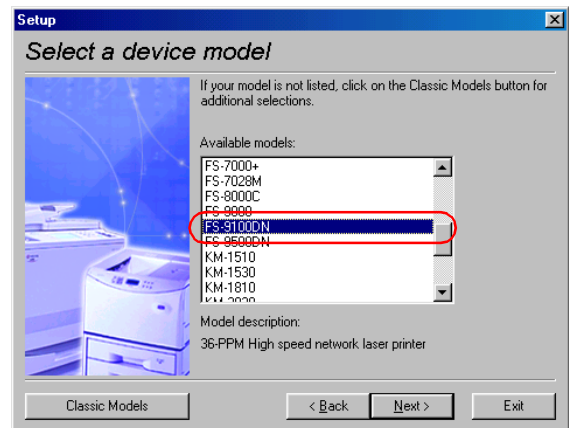 Setup
Select a device model
If your model is not listed, click on the Classic Models button for
additional selections.
Available models:
FS-7000+
FS-7028M
FS-8000C
FS-9000
FS-9100DN
FS-9500DN
KM-1510
KM-1530
KM-1810
KM-2030
Model description:
36-PPM High speed network laser printer
Classic Models
< Back
Next >
Exit